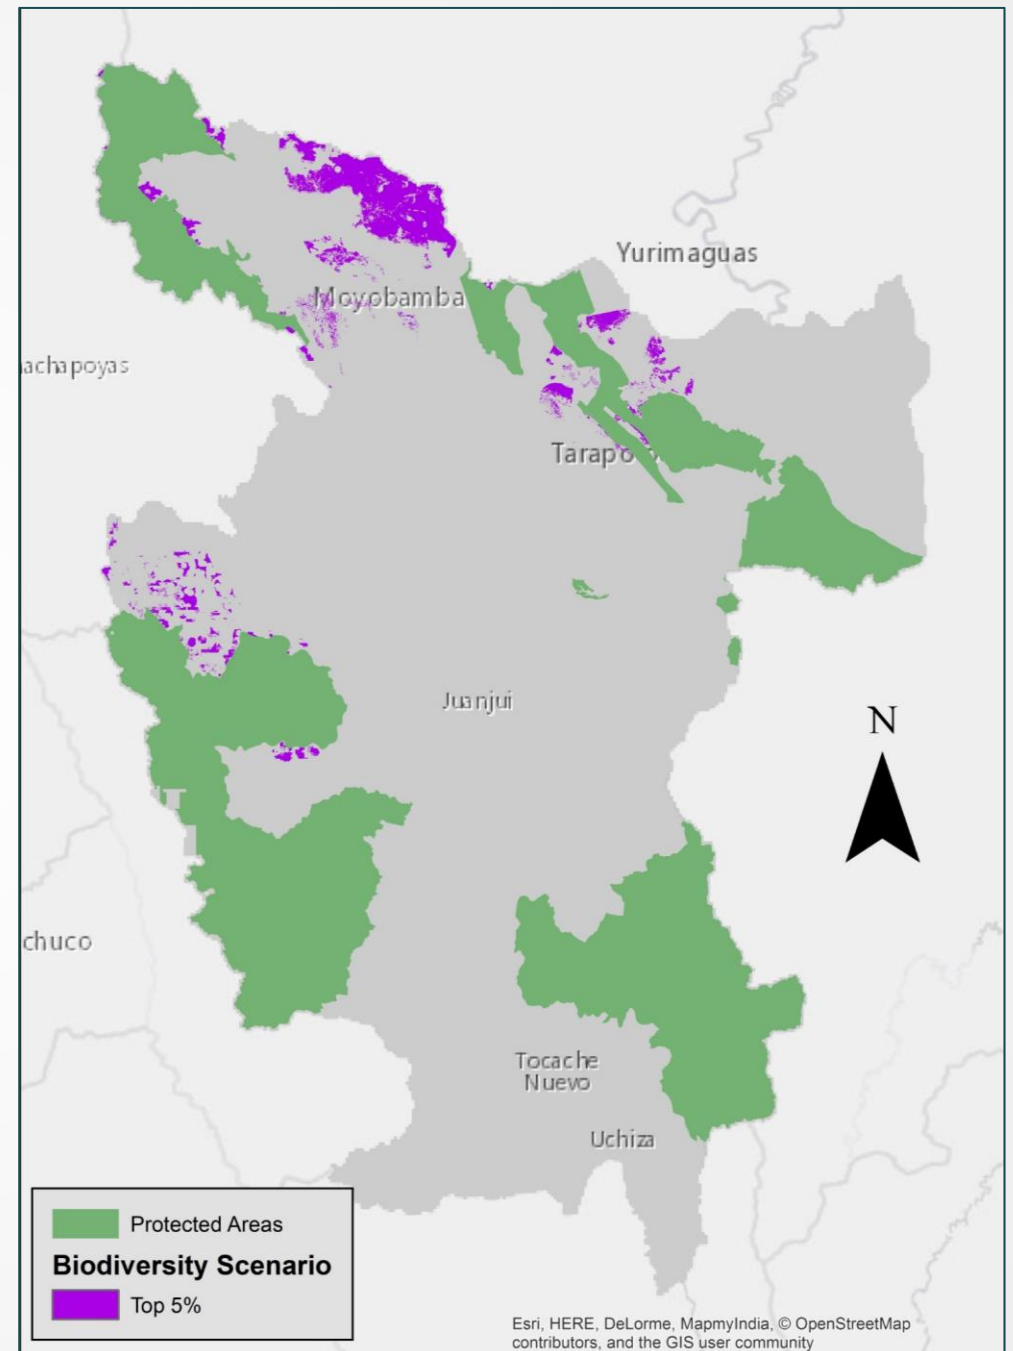 Yurimaguas
Moyobamba
achapoyas
Tarapoto
Juanjui
N
chuco
Tocache
Nuevo
Uchiza
Protected Areas
Biodiversity Scenario
Top 5%
Esri, HERE, DeLorme, MapmyIndia, © OpenStreetMap
contributors, and the GIS user community